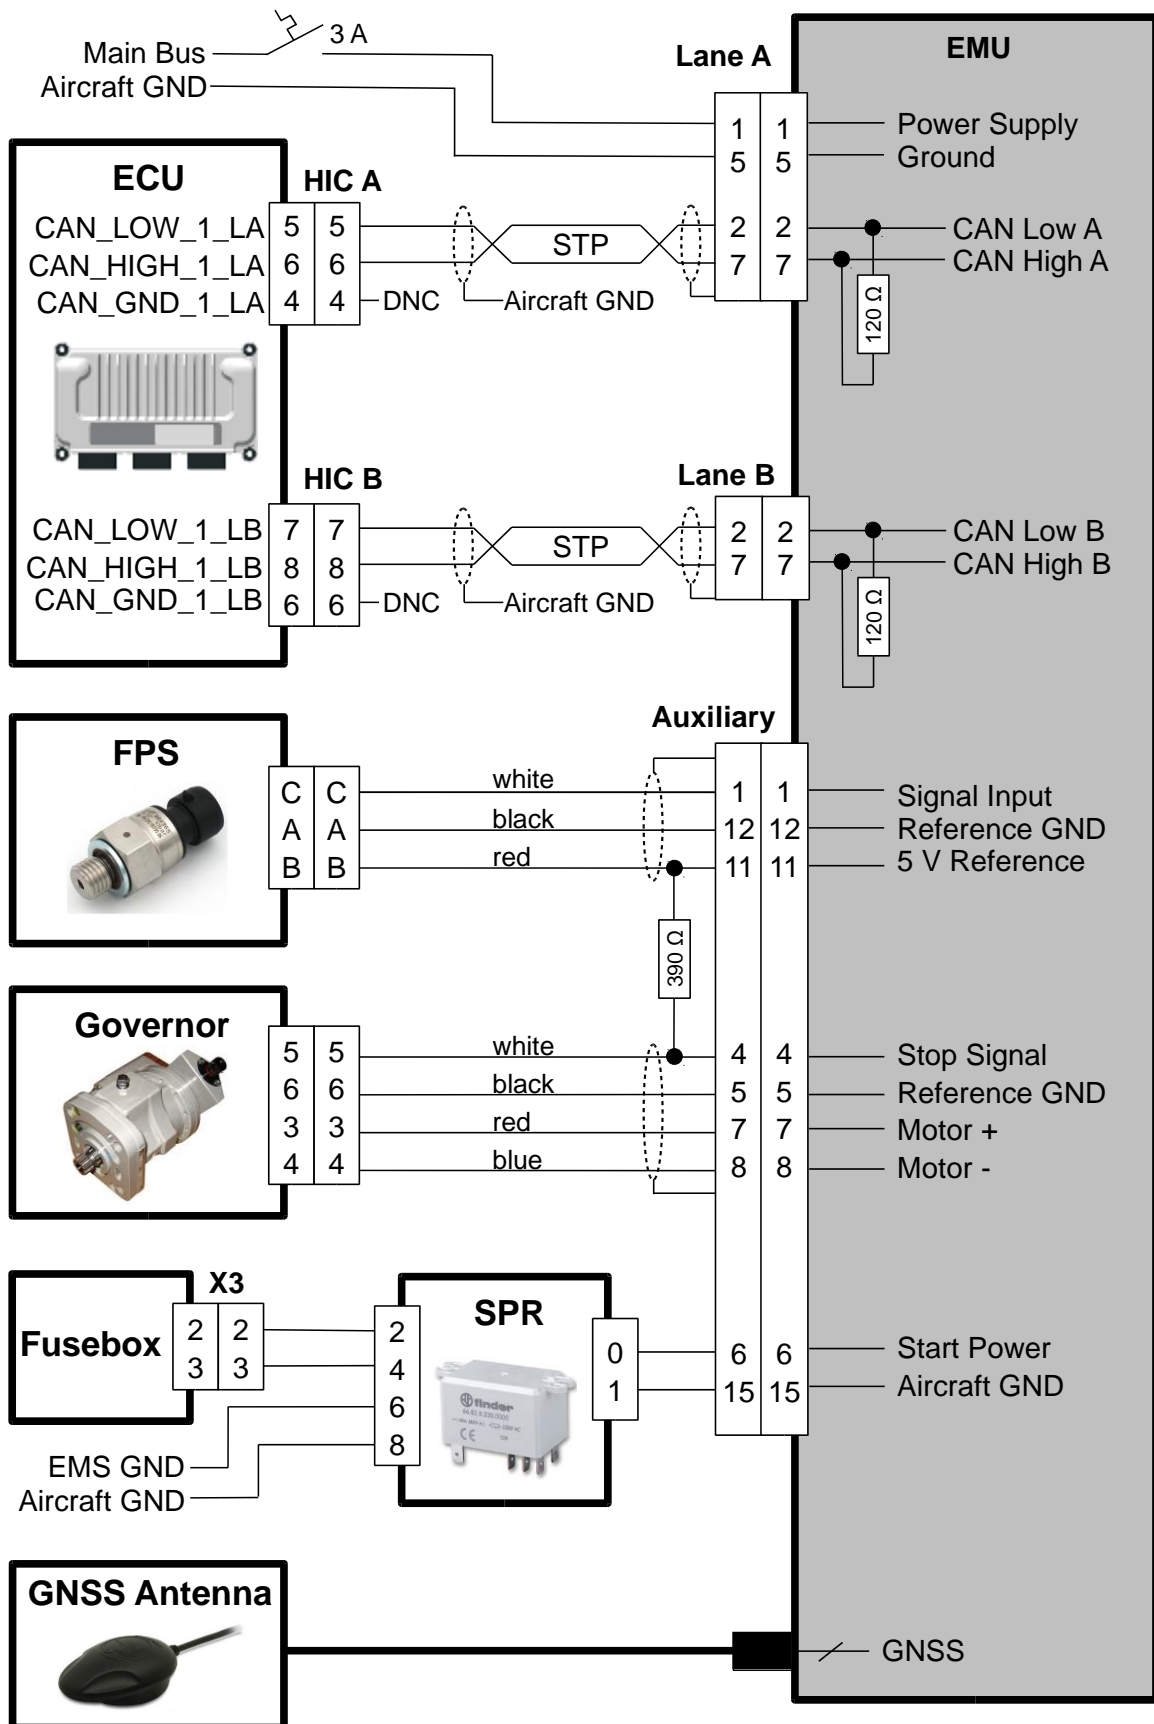 Main Bus
3 A
Aircraft GND
Lane A
EMU
1 1 Power Supply
5 5 Ground
ECU
HIC A
CAN_LOW_1_LA 5 5
STP
2 2 CAN Low A
CAN_HIGH_1_LA 6 6
7 7 CAN High A
CAN_GND_1_LA 4 4 DNC
Aircraft GND
120 Ω
HIC B
Lane B
CAN_LOW_1_LB 7 7
STP
2 2 CAN Low B
CAN_HIGH_1_LB 8 8
7 7 CAN High B
CAN_GND_1_LB 6 6 DNC
Aircraft GND
120 Ω
Auxiliary
FPS
C C white 1 1 Signal Input
A A black 12 12 Reference GND
B B red 11 11 5 V Reference
390 Ω
Governor
5 5 white 4 4 Stop Signal
6 6 black 5 5 Reference GND
3 3 red 7 7 Motor +
4 4 blue 8 8 Motor -
X3
Fusebox
2 2
3 3
SPR
2
4
6
8
finder
CE
0
1
6 6 Start Power
15 15 Aircraft GND
EMS GND
Aircraft GND
GNSS Antenna
GNSS